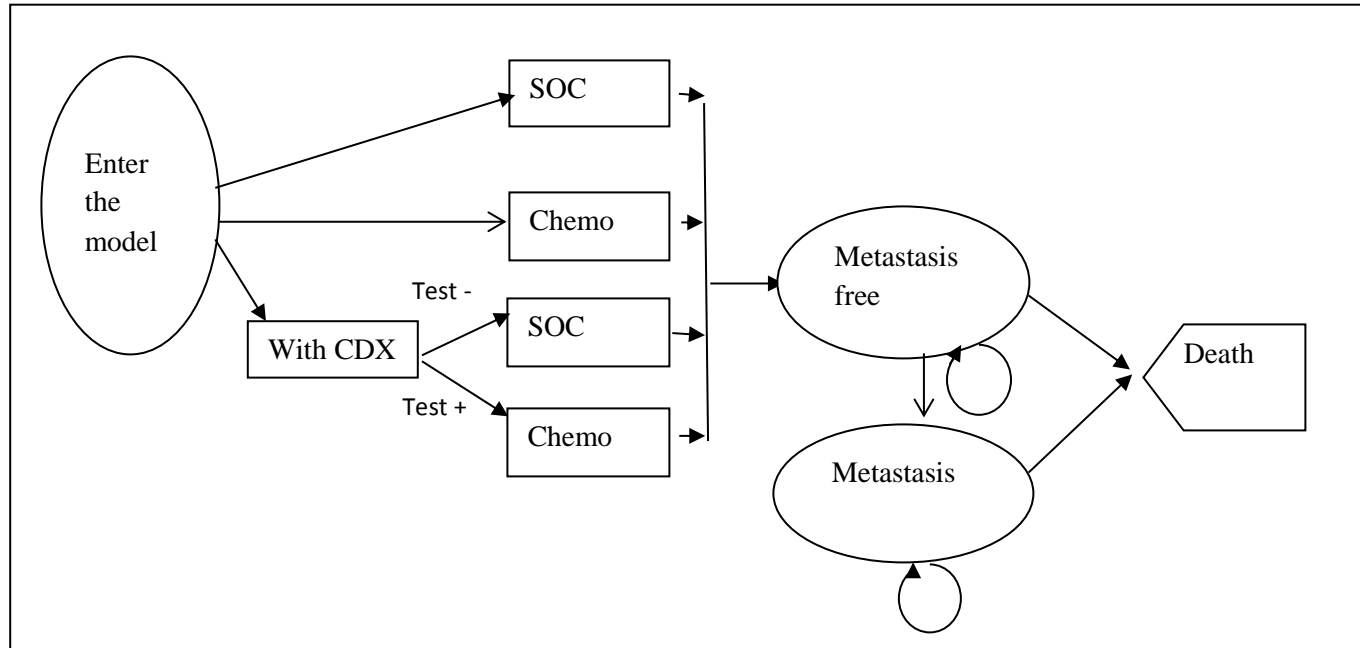 Enter
the
model
SOC
Chemo
With CDX
Test -
SOC
Test +
Chemo
Metastasis
free
Metastasis
Death